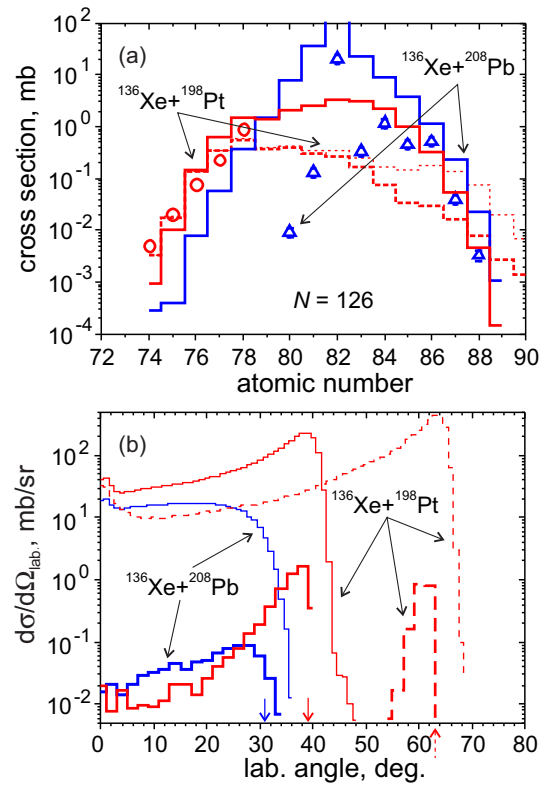 (a)
cross section, mb
10²
10¹
10⁰
10⁻¹
10⁻²
10⁻³
10⁻⁴
¹³⁶Xe+²⁰⁸Pb
¹³⁶Xe+¹⁹⁸Pt
N = 126
72 74 76 78 80 82 84 86 88 90
atomic number
(b)
dσ/dΩlab., mb/sr
10²
10¹
10⁰
10⁻¹
10⁻²
¹³⁶Xe+¹⁹⁸Pt
¹³⁶Xe+²⁰⁸Pb
0 10 20 30 40 50 60 70 80
lab. angle, deg.